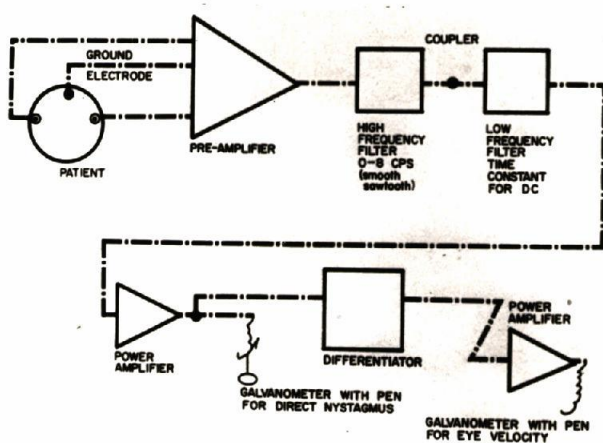 GROUND
ELECTRODE
PATIENT
PRE-AMPLIFIER
COUPLER
HIGH
FREQUENCY
FILTER
0-8 CPS
(smooth
sawtooth)
LOW
FREQUENCY
FILTER
TIME
CONSTANT
FOR DC
POWER
AMPLIFIER
GALVANOMETER WITH PEN
FOR DIRECT NYSTAGMUS
DIFFERENTIATOR
POWER
AMPLIFIER
GALVANOMETER WITH PEN
FOR EYE VELOCITY